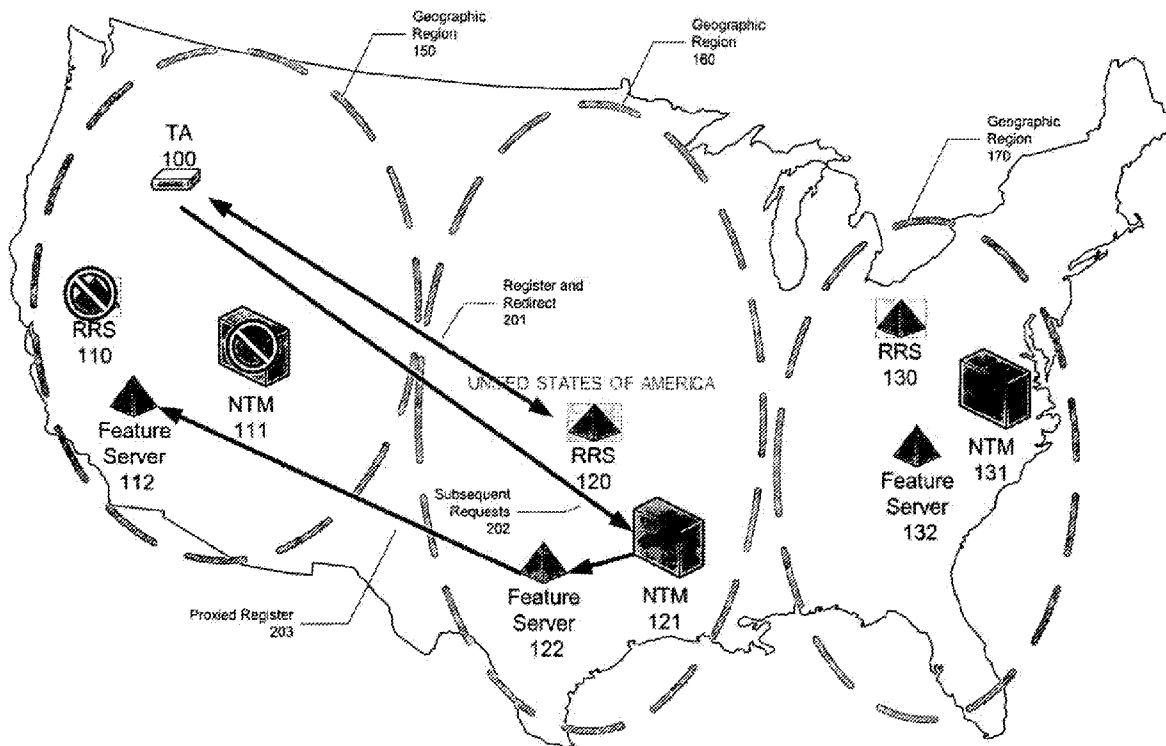 Geographic
Region
150
Geographic
Region
160
Geographic
Region
170
TA
100
RRS
110
NTM
111
Feature
Server
112
Register and
Redirect
201
UNITED STATES OF AMERICA
RRS
120
Subsequent
Requests
202
Feature
Server
122
NTM
121
Proxied Register
203
RRS
130
NTM
131
Feature
Server
132